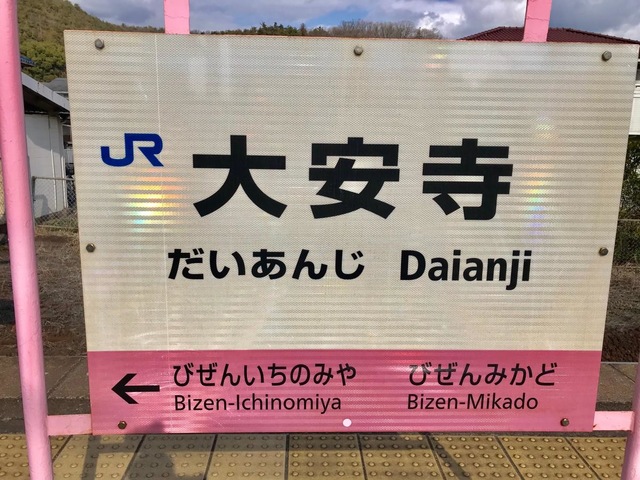 JR 大安寺
だいあんじ Daianji
← びぜんいちのみや びぜんみかど
Bizen-Ichinomiya Bizen-Mikado